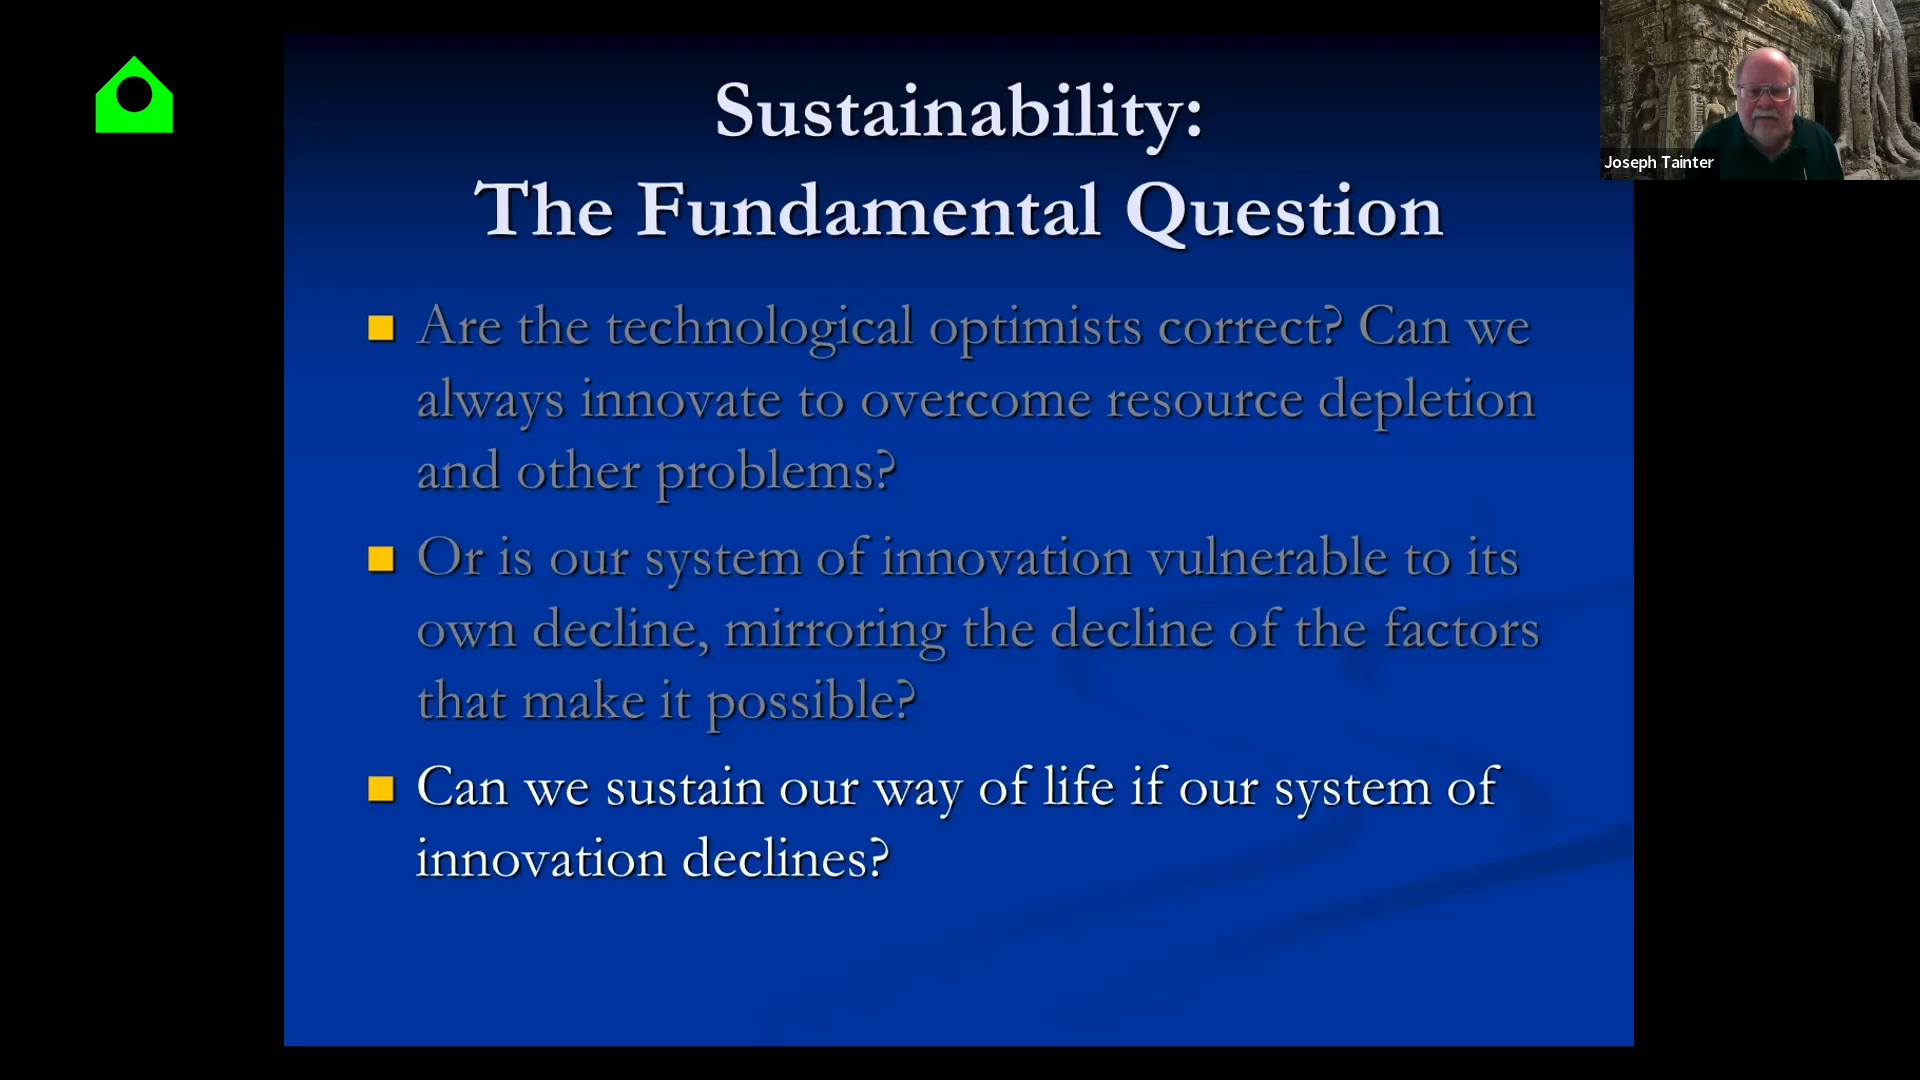 Sustainability:
The Fundamental Question
Are the technological optimists correct? Can we
always innovate to overcome resource depletion
and other problems?
Or is our system of innovation vulnerable to its
own decline, mirroring the decline of the factors
that make it possible?
Can we sustain our way of life if our system of
innovation declines?
Joseph Tainter